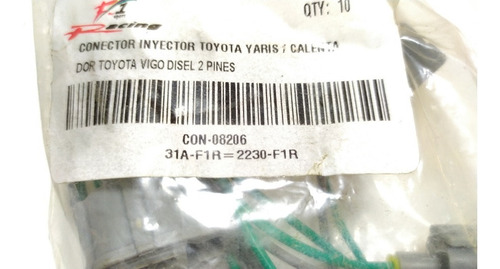 F1
Racing
QTY: 10
CONECTOR INYECTOR TOYOTA YARIS / CALENTA
DOR TOYOTA VIGO DISEL 2 PINES
CON-08206
31A-F1R=2230-F1R